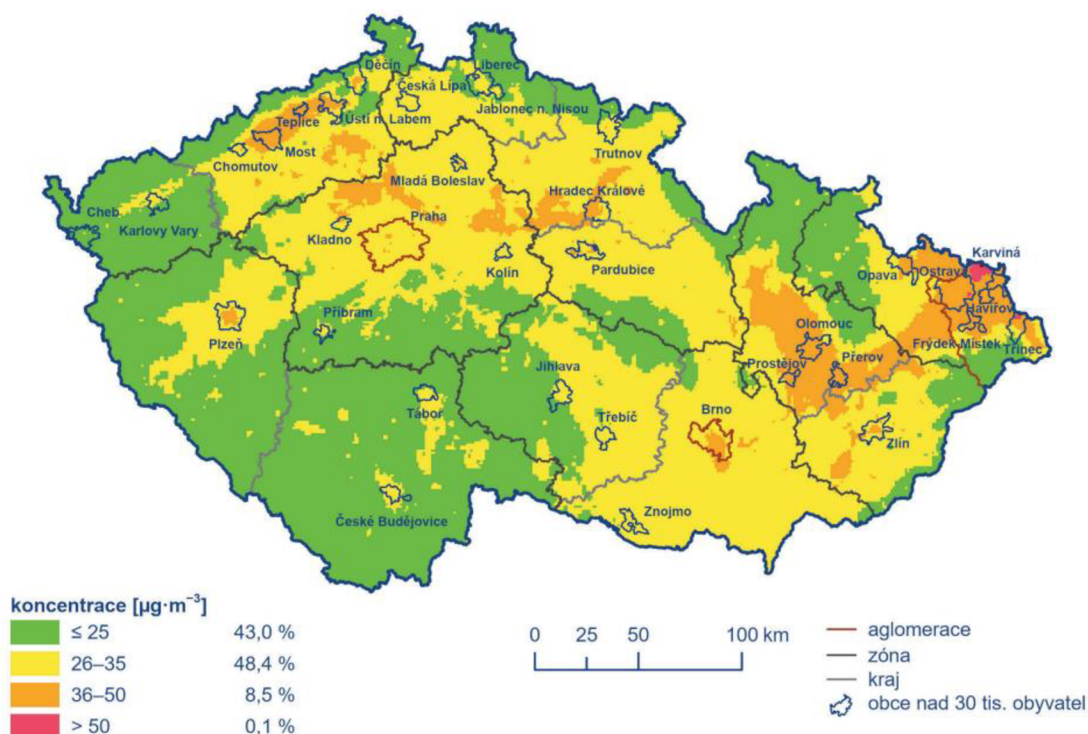 Děčín
Liberec
Česká Lípa
Jablonec n. Nisou
Teplice
Ústí n. Labem
Most
Chomutov
Trutnov
Mladá Boleslav
Hradec Králové
Cheb
Karlovy Vary
Praha
Kladno
Kolín
Pardubice
Karviná
Opava
Ostrava
Havířov
Plzeň
Příbram
Olomouc
Frýdek-Místek
Třinec
Prostějov
Přerov
Jihlava
Tábor
Třebíč
Brno
Zlín
České Budějovice
Znojmo
koncentrace [µg·m⁻³]
≤ 25 43,0 %
26–35 48,4 %
36–50 8,5 %
> 50 0,1 %
0 25 50 100 km
aglomerace
zóna
kraj
obce nad 30 tis. obyvatel